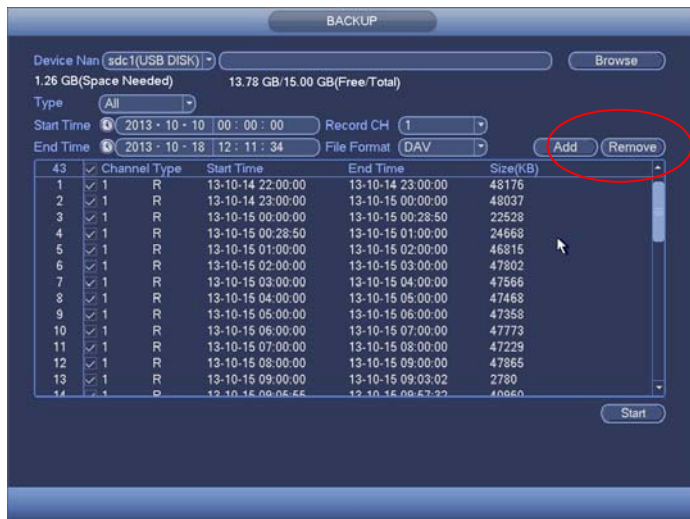 BACKUP
Device Nan sdc1(USB DISK) Browse
1.26 GB(Space Needed) 13.78 GB/15.00 GB(Free/Total)
Type All
Start Time 2013 - 10 - 10 00 : 00 : 00 Record CH 1
End Time 2013 - 10 - 18 12 : 11 : 34 File Format DAV Add Remove
43 Channel Type Start Time End Time Size(KB)
1 1 R 13-10-14 22:00:00 13-10-14 23:00:00 48176
2 1 R 13-10-14 23:00:00 13-10-15 00:00:00 48037
3 1 R 13-10-15 00:00:00 13-10-15 00:28:50 22528
4 1 R 13-10-15 00:28:50 13-10-15 01:00:00 24668
5 1 R 13-10-15 01:00:00 13-10-15 02:00:00 46815
6 1 R 13-10-15 02:00:00 13-10-15 03:00:00 47802
7 1 R 13-10-15 03:00:00 13-10-15 04:00:00 47566
8 1 R 13-10-15 04:00:00 13-10-15 05:00:00 47468
9 1 R 13-10-15 05:00:00 13-10-15 06:00:00 47358
10 1 R 13-10-15 06:00:00 13-10-15 07:00:00 47773
11 1 R 13-10-15 07:00:00 13-10-15 08:00:00 47229
12 1 R 13-10-15 08:00:00 13-10-15 09:00:00 47865
13 1 R 13-10-15 09:00:00 13-10-15 09:03:02 2780
Start